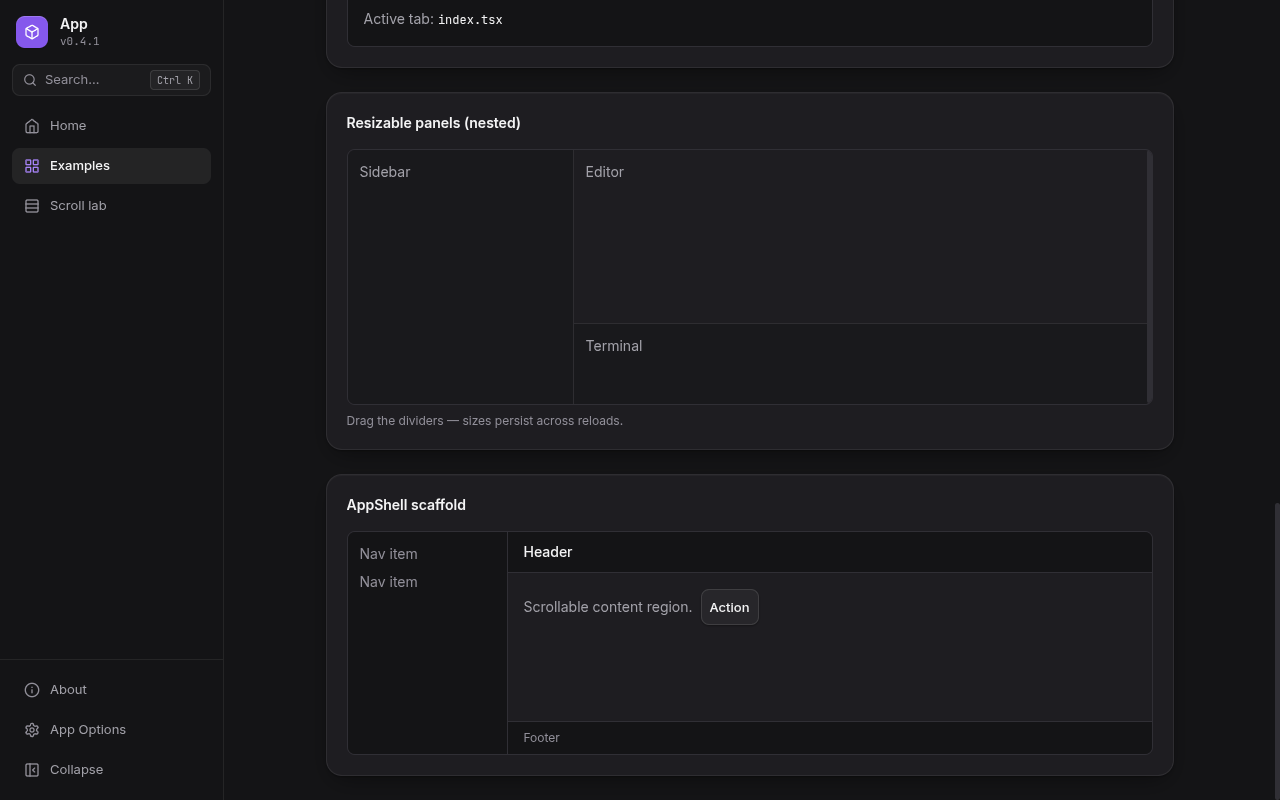 App
v0.4.1
Search...
Ctrl K
Home
Examples
Scroll lab
About
App Options
Collapse
Active tab: index.tsx
Resizable panels (nested)
Sidebar
Editor
Terminal
Drag the dividers — sizes persist across reloads.
AppShell scaffold
Nav item
Nav item
Header
Scrollable content region. Action
Footer